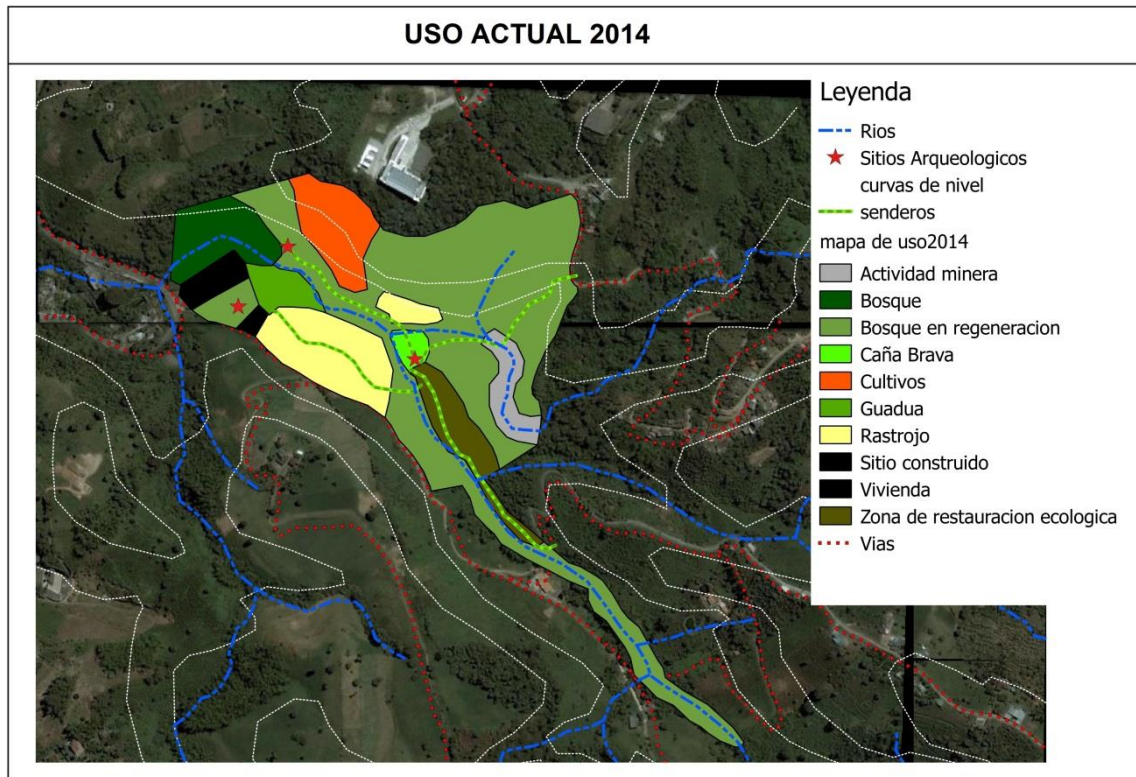 USO ACTUAL 2014
Leyenda
Rios
Sitios Arqueologicos
curvas de nivel
senderos
mapa de uso2014
Actividad minera
Bosque
Bosque en regeneracion
Caña Brava
Cultivos
Guadua
Rastrojo
Sitio construido
Vivienda
Zona de restauracion ecologica
Vias